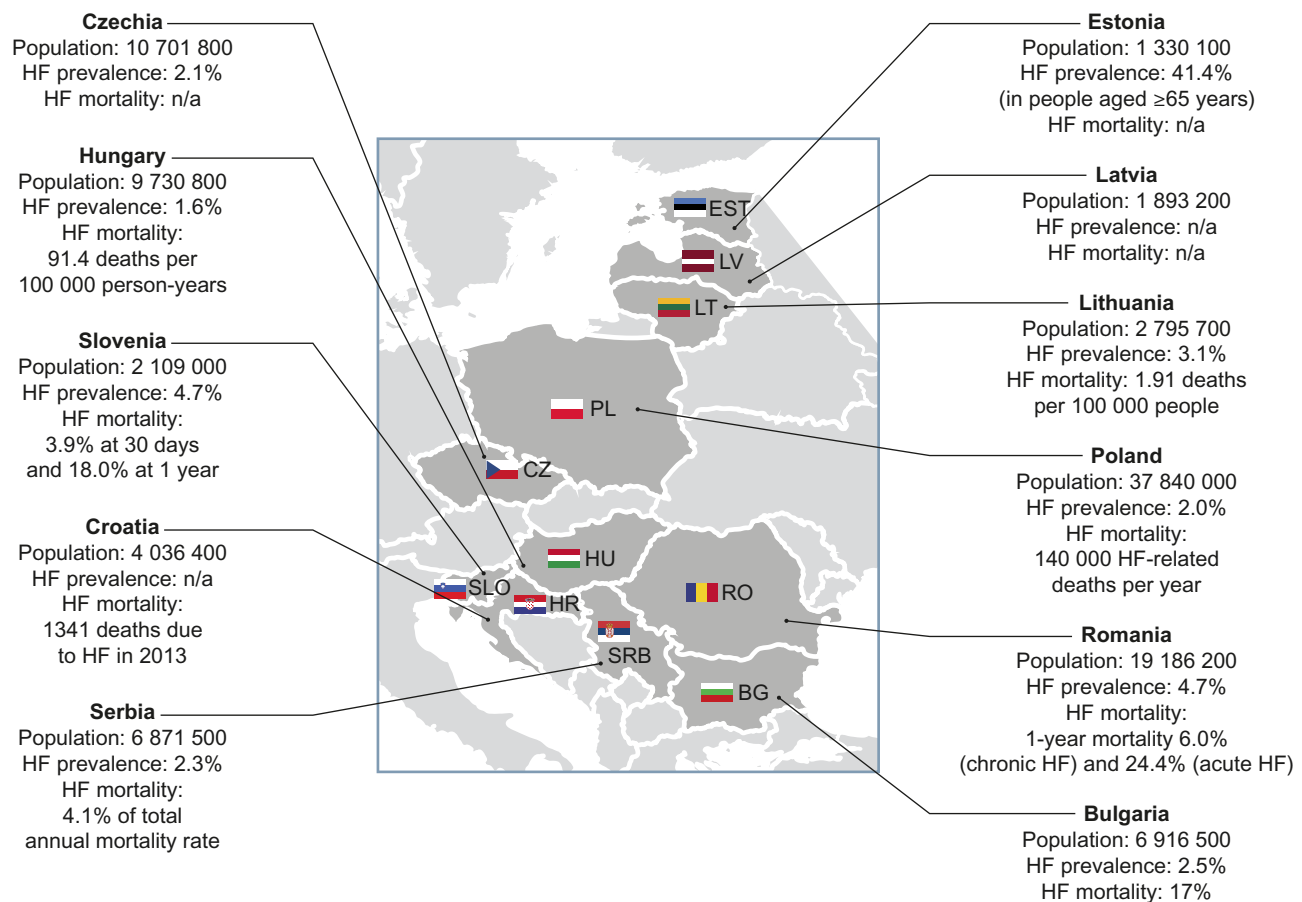 Czechia
Population: 10 701 800
HF prevalence: 2.1%
HF mortality: n/a
Hungary
Population: 9 730 800
HF prevalence: 1.6%
HF mortality:
91.4 deaths per
100 000 person-years
Slovenia
Population: 2 109 000
HF prevalence: 4.7%
HF mortality:
3.9% at 30 days
and 18.0% at 1 year
Croatia
Population: 4 036 400
HF prevalence: n/a
HF mortality:
1341 deaths due
to HF in 2013
Serbia
Population: 6 871 500
HF prevalence: 2.3%
HF mortality:
4.1% of total
annual mortality rate
EST
LV
LT
PL
CZ
HU
SLO
HR
RO
SRB
BG
Estonia
Population: 1 330 100
HF prevalence: 41.4%
(in people aged ≥65 years)
HF mortality: n/a
Latvia
Population: 1 893 200
HF prevalence: n/a
HF mortality: n/a
Lithuania
Population: 2 795 700
HF prevalence: 3.1%
HF mortality: 1.91 deaths
per 100 000 people
Poland
Population: 37 840 000
HF prevalence: 2.0%
HF mortality:
140 000 HF-related
deaths per year
Romania
Population: 19 186 200
HF prevalence: 4.7%
HF mortality:
1-year mortality 6.0%
(chronic HF) and 24.4% (acute HF)
Bulgaria
Population: 6 916 500
HF prevalence: 2.5%
HF mortality: 17%